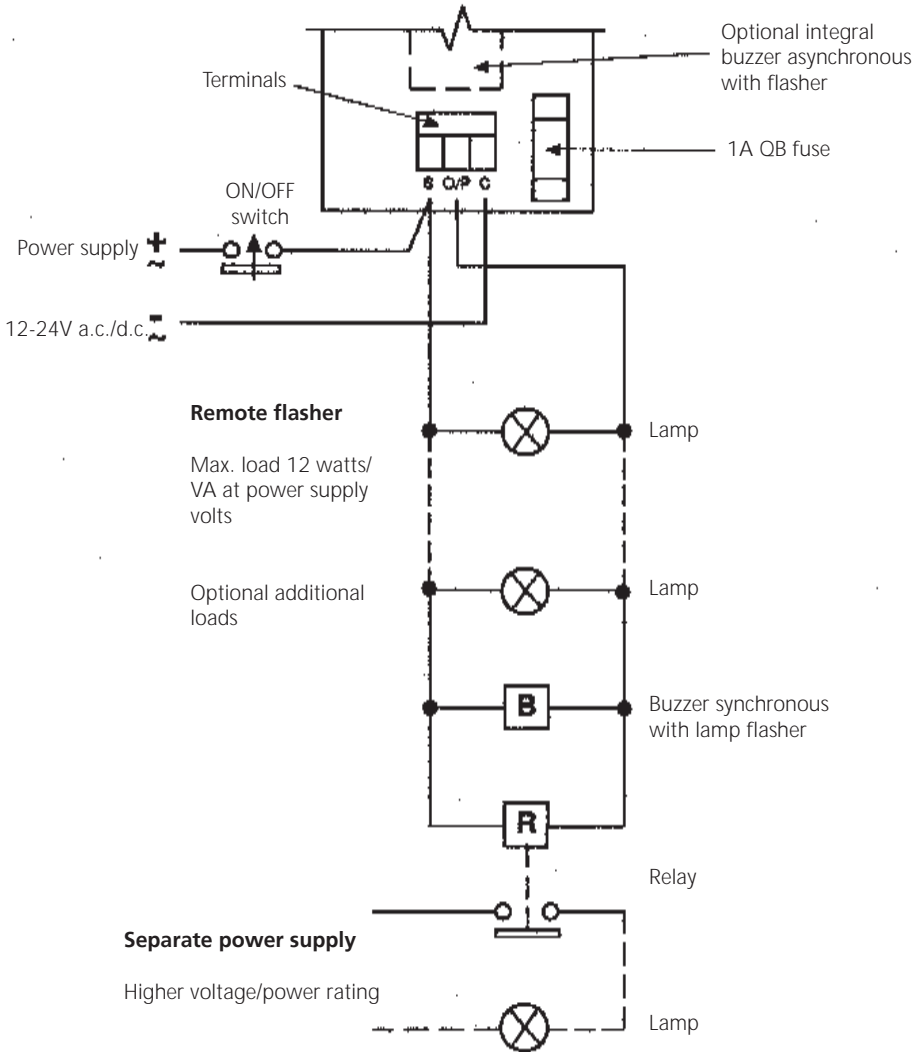 Optional integral
buzzer asynchronous
with flasher
Terminals
1A QB fuse
S O/P C
ON/OFF
switch
Power supply + ~
12-24V a.c./d.c. - ~
Remote flasher
Lamp
Max. load 12 watts/
VA at power supply
volts
Optional additional
loads
Lamp
B
Buzzer synchronous
with lamp flasher
R
Relay
Separate power supply
Higher voltage/power rating
Lamp